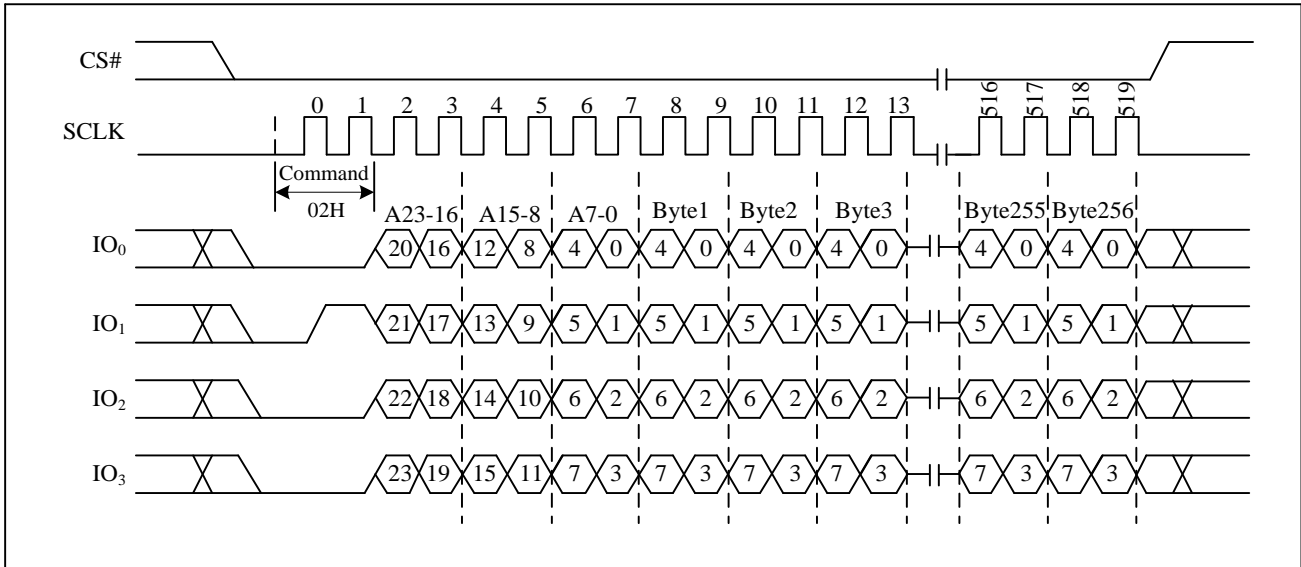 CS#
516 517 518 519
0 1 2 3 4 5 6 7 8 9 10 11 12 13
SCLK
Command
02H
A23-16 A15-8 A7-0 Byte1 Byte2 Byte3 Byte255 Byte256
IO0 20 16 12 8 4 0 4 0 4 0 4 0 4 0 4 0
IO1 21 17 13 9 5 1 5 1 5 1 5 1 5 1 5 1
IO2 22 18 14 10 6 2 6 2 6 2 6 2 6 2 6 2
IO3 23 19 15 11 7 3 7 3 7 3 7 3 7 3 7 3